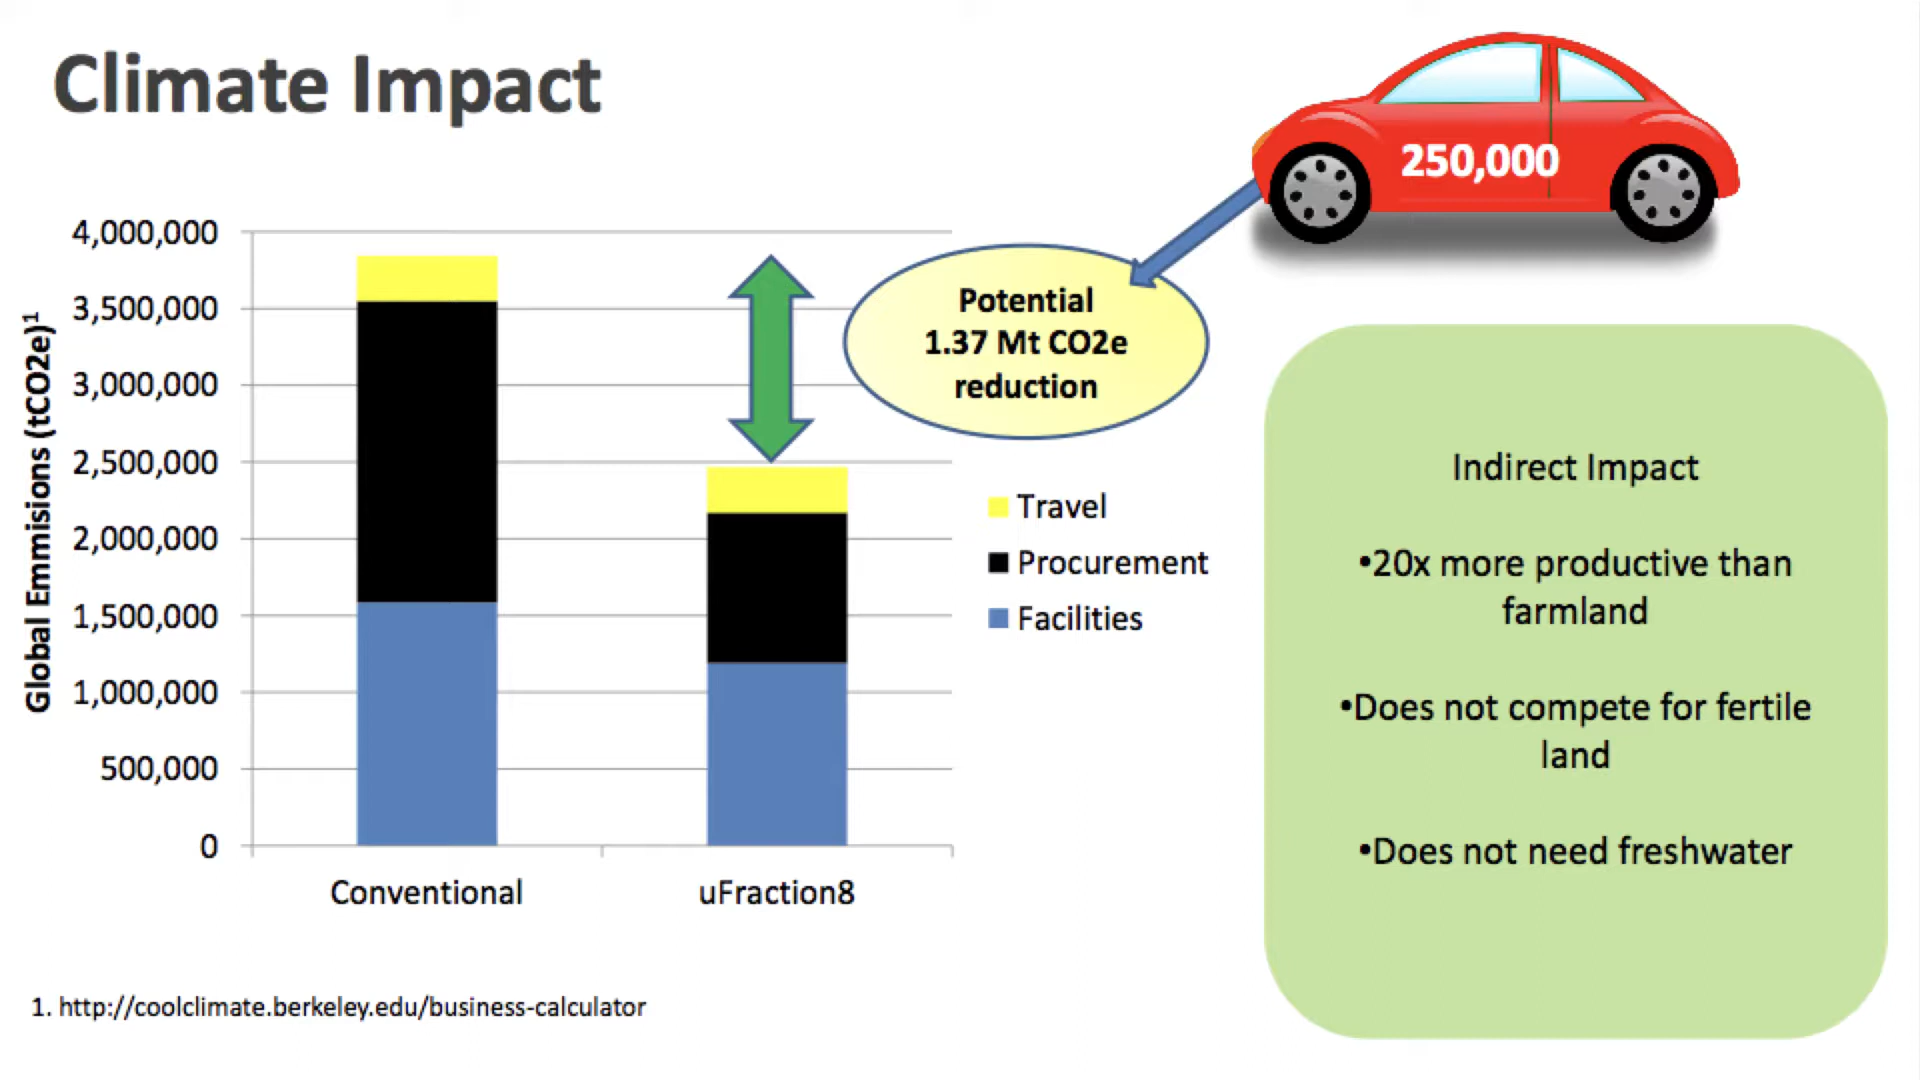 Climate Impact
250,000
Global Emmisions (tCO2e)¹
4,000,000
3,500,000
3,000,000
2,500,000
2,000,000
1,500,000
1,000,000
500,000
0
Conventional
uFraction8
Potential
1.37 Mt CO2e
reduction
Travel
Procurement
Facilities
Indirect Impact
•20x more productive than
farmland
•Does not compete for fertile
land
•Does not need freshwater
1. http://coolclimate.berkeley.edu/business-calculator